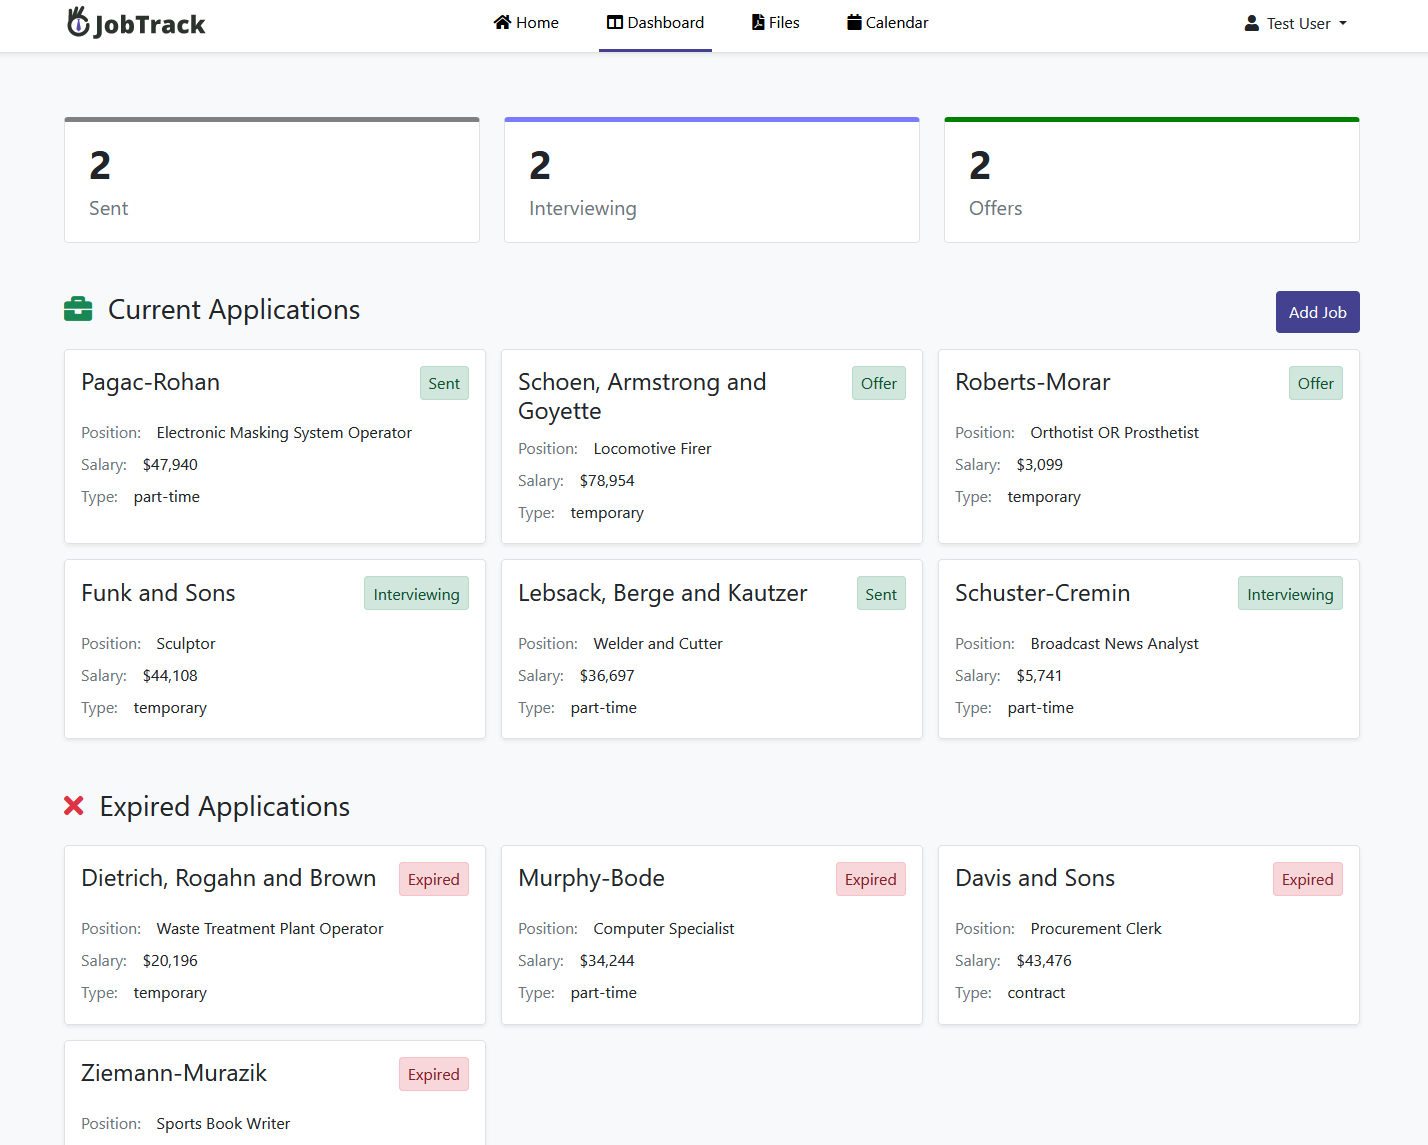 JobTrack
Home
Dashboard
Files
Calendar
Test User
2
Sent
2
Interviewing
2
Offers
Current Applications
Add Job
Pagac-Rohan
Sent
Position: Electronic Masking System Operator
Salary: $47,940
Type: part-time
Schoen, Armstrong and
Goyette
Offer
Position: Locomotive Firer
Salary: $78,954
Type: temporary
Roberts-Morar
Offer
Position: Orthotist OR Prosthetist
Salary: $3,099
Type: temporary
Funk and Sons
Interviewing
Position: Sculptor
Salary: $44,108
Type: temporary
Lebsack, Berge and Kautzer
Sent
Position: Welder and Cutter
Salary: $36,697
Type: part-time
Schuster-Cremin
Interviewing
Position: Broadcast News Analyst
Salary: $5,741
Type: part-time
Expired Applications
Dietrich, Rogahn and Brown
Expired
Position: Waste Treatment Plant Operator
Salary: $20,196
Type: temporary
Murphy-Bode
Expired
Position: Computer Specialist
Salary: $34,244
Type: part-time
Davis and Sons
Expired
Position: Procurement Clerk
Salary: $43,476
Type: contract
Ziemann-Murazik
Expired
Position: Sports Book Writer